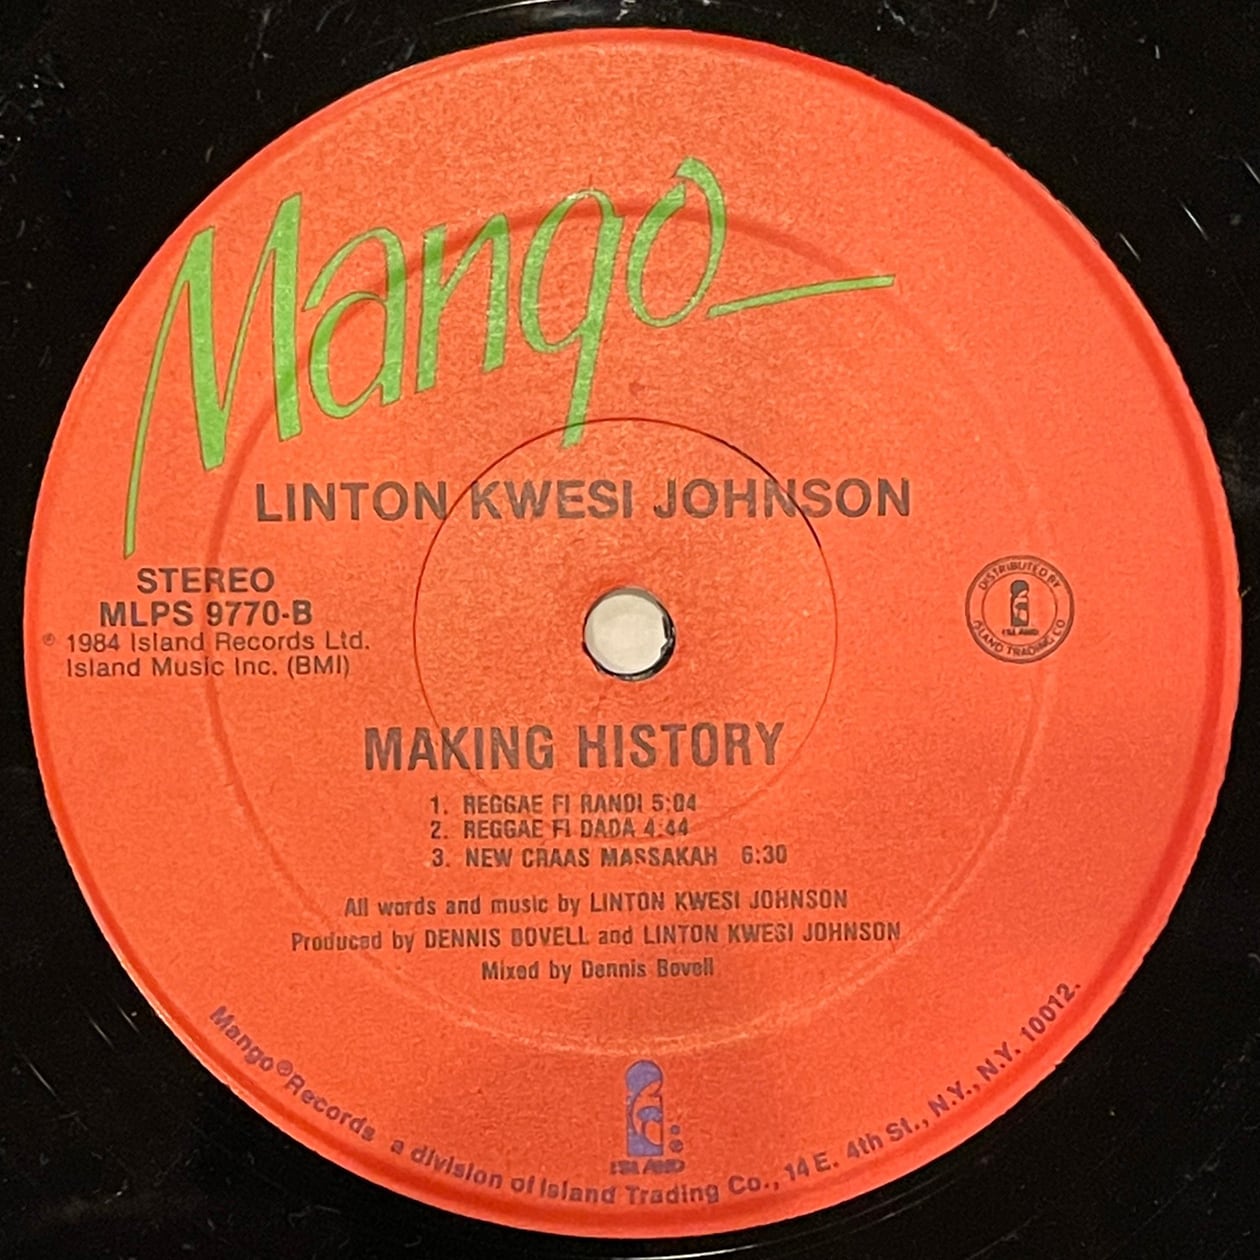 Mango
LINTON KWESI JOHNSON
STEREO
MLPS 9770-B
℗ 1984 Island Records Ltd.
Island Music Inc. (BMI)
DISTRIBUTED BY
ISLAND
ISLAND TRADING CO
MAKING HISTORY
1. REGGAE FI RANDI 5:04
2. REGGAE FI DADA 4:44
3. NEW CRAAS MASSAKAH 6:30
All words and music by LINTON KWESI JOHNSON
Produced by DENNIS BOVELL and LINTON KWESI JOHNSON
Mixed by Dennis Bovell
ISLAND
Mango® Records a division of Island Trading Co., 14 E. 4th St., N.Y., N.Y. 10012.